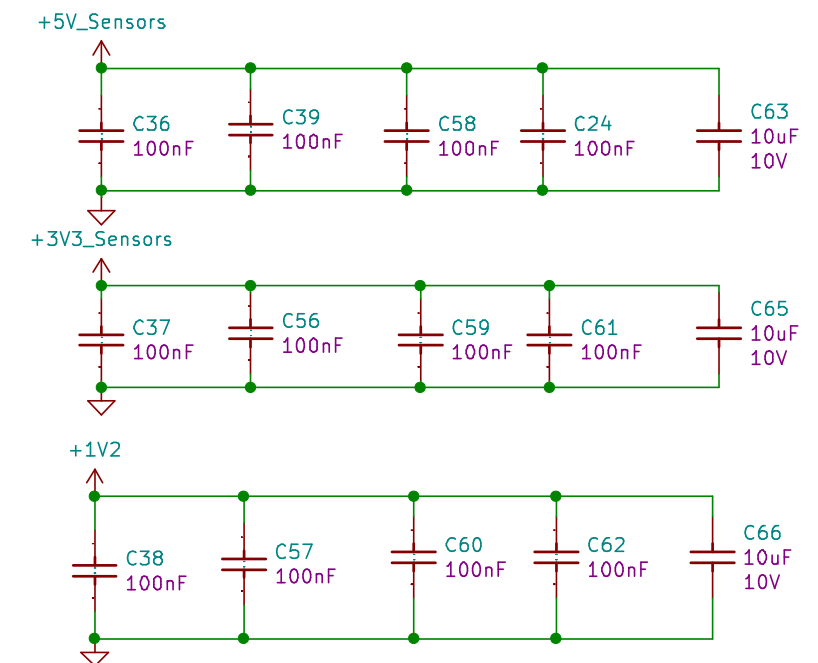 +5V_Sensors
C36
100nF
C39
100nF
C58
100nF
C24
100nF
C63
10uF
10V
+3V3_Sensors
C37
100nF
C56
100nF
C59
100nF
C61
100nF
C65
10uF
10V
+1V2
C38
100nF
C57
100nF
C60
100nF
C62
100nF
C66
10uF
10V